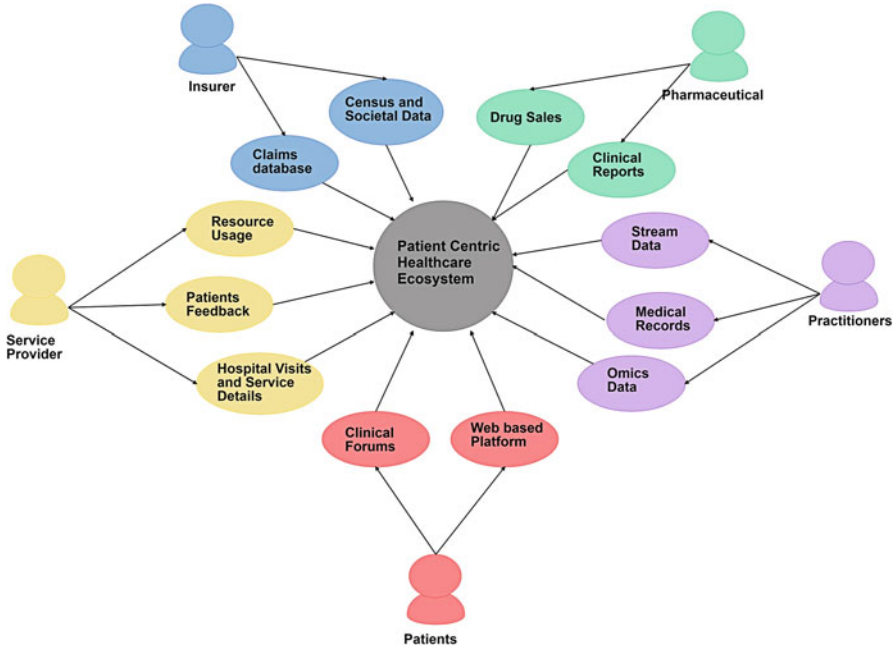 Insurer
Pharmaceutical
Census and
Societal Data
Drug Sales
Claims
database
Clinical
Reports
Resource
Usage
Patient Centric
Healthcare
Ecosystem
Stream
Data
Patients
Feedback
Medical
Records
Service
Provider
Practitioners
Hospital Visits
and Service
Details
Omics
Data
Clinical
Forums
Web based
Platform
Patients